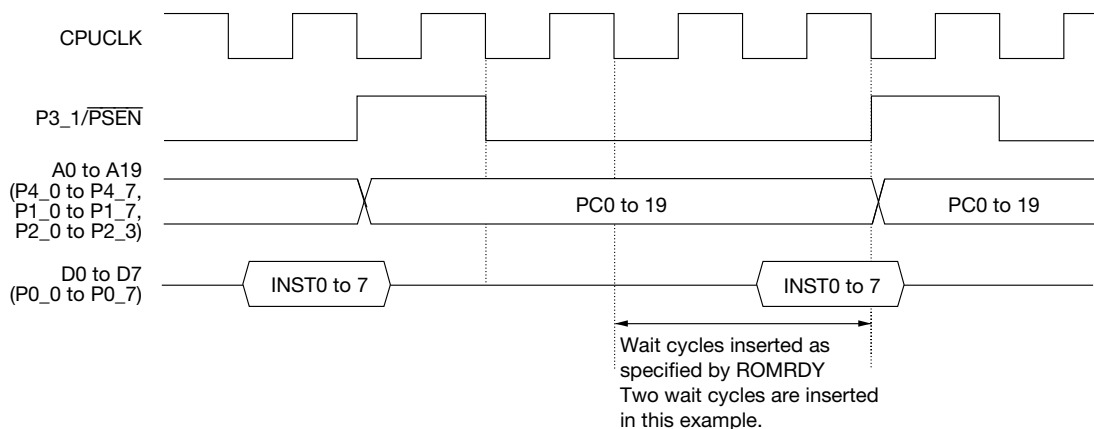 CPUCLK
P3_1/PSEN
A0 to A19
(P4_0 to P4_7,
P1_0 to P1_7,
P2_0 to P2_3)
PC0 to 19
PC0 to 19
D0 to D7
(P0_0 to P0_7)
INST0 to 7
INST0 to 7
Wait cycles inserted as
specified by ROMRDY
Two wait cycles are inserted
in this example.